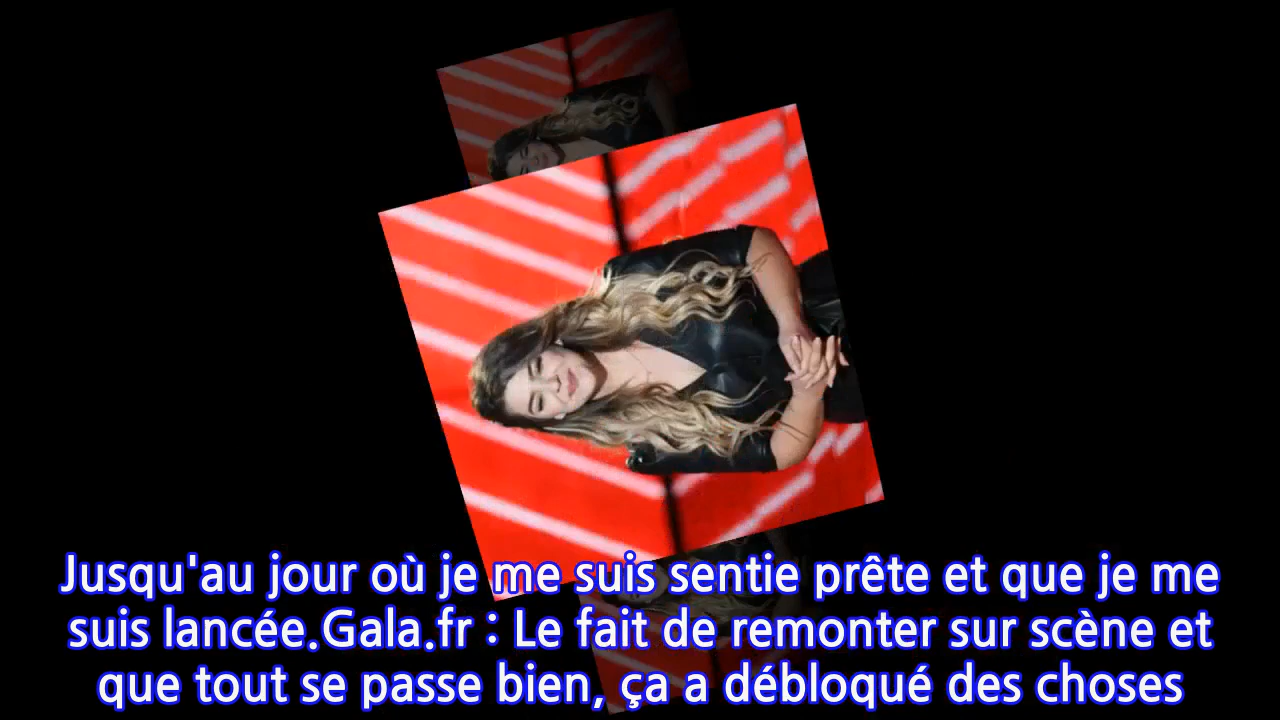 Jusqu'au jour où je me suis sentie prête et que je me
suis lancée.Gala.fr : Le fait de remonter sur scène et
que tout se passe bien, ça a débloqué des choses